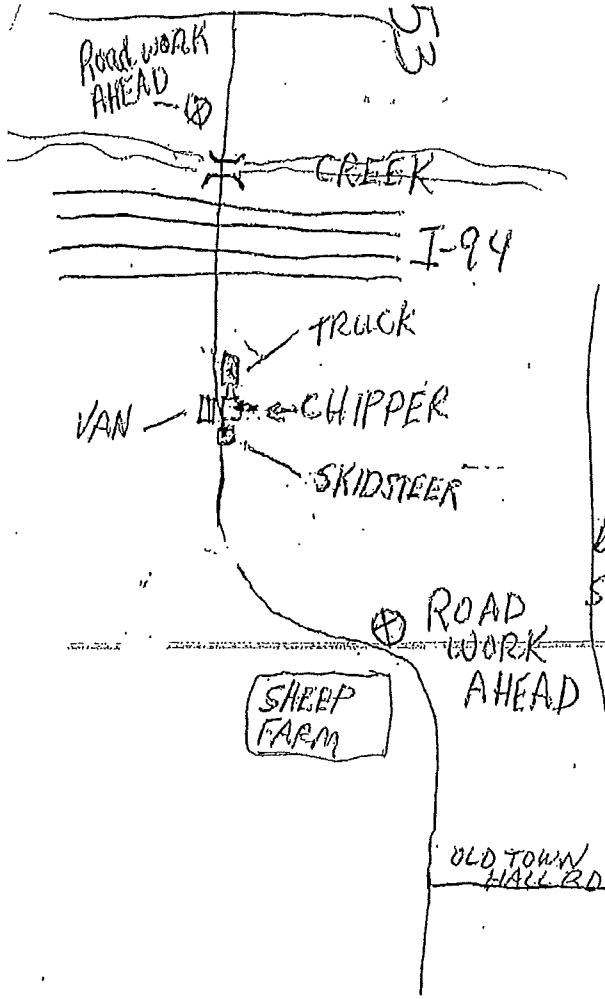 53
Road work
AHEAD
CREEK
I-94
TRUCK
VAN
CHIPPER
SKIDSTEER
ROAD
WORK
AHEAD
SHEEP
FARM
OLD TOWN
HALL RD